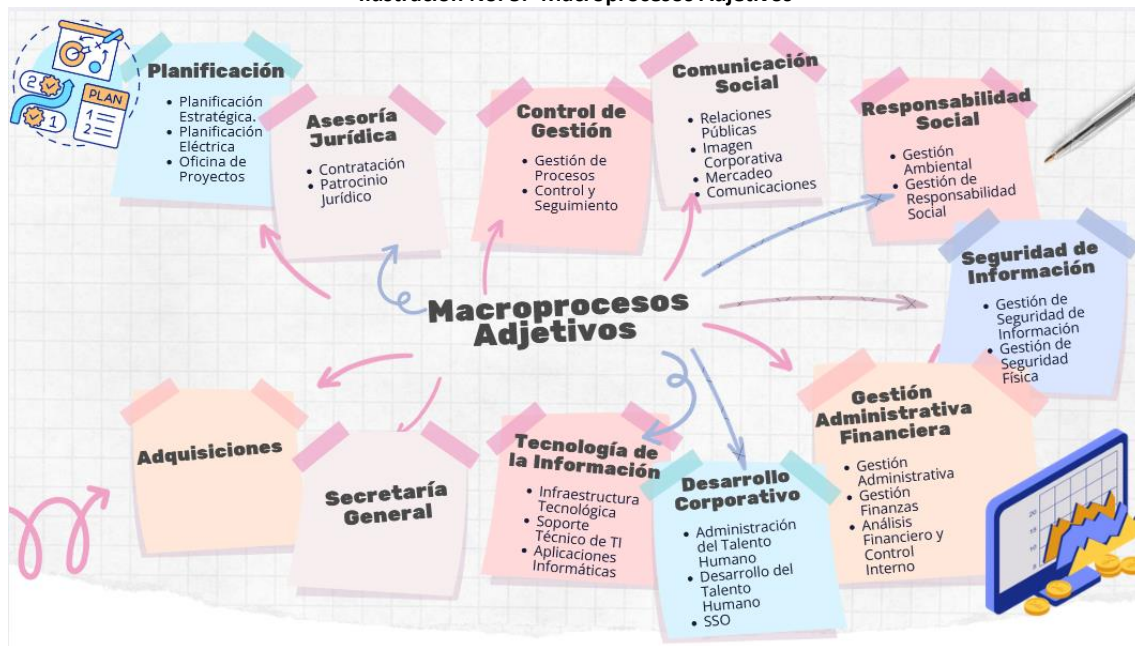 Macroprocesos Adjetivos
PLAN
1
2
2
1
Planificación
• Planificación
Estratégica.
• Planificación
Eléctrica
• Oficina de
Proyectos
Asesoría
Jurídica
• Contratación
• Patrocinio
Jurídico
Control de
Gestión
• Gestión de
Procesos
• Control y
Seguimiento
Comunicación
Social
• Relaciones
Públicas
• Imagen
Corporativa
• Mercadeo
• Comunicaciones
Responsabilidad
Social
• Gestión
Ambiental
• Gestión de
Responsabilidad
Social
Seguridad de
Información
• Gestión de
Seguridad de
Información
• Gestión de
Seguridad
Física
Macroprocesos
Adjetivos
Adquisiciones
Secretaría
General
Tecnología de
la Información
• Infraestructura
Tecnológica
• Soporte
Técnico de TI
• Aplicaciones
Informáticas
Desarrollo
Corporativo
• Administración
del Talento
Humano
• Desarrollo del
Talento
Humano
• SSO
Gestión
Administrativa
Financiera
• Gestión
Administrativa
• Gestión
Finanzas
• Análisis
Financiero y
Control
Interno